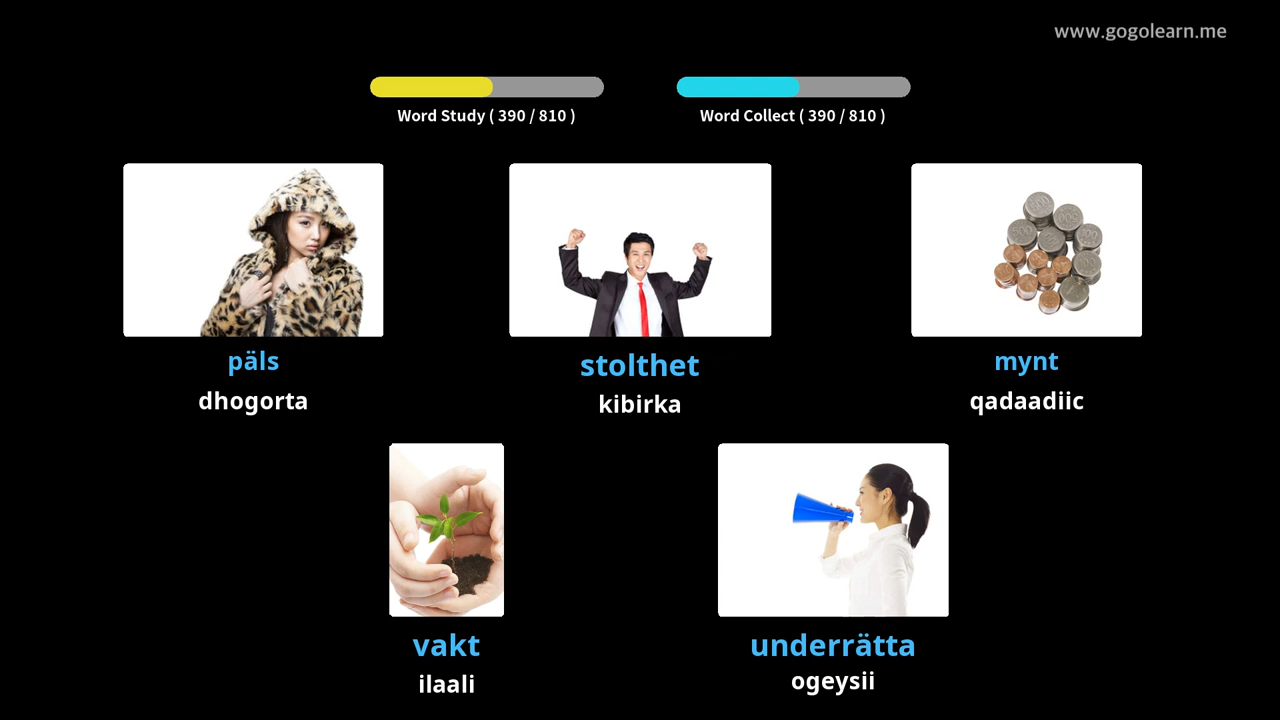 www.gogolearn.me
Word Study ( 390 / 810 )
Word Collect ( 390 / 810 )
päls
stolthet
mynt
dhogorta
kibirka
qadaadiic
vakt
underrätta
ilaali
ogeysii